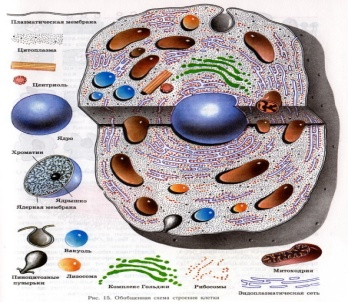 Плазматическая мембрана
Цитоплазма
Центриоль
Ядро
Хроматин
Ядрышко
Ядерная мембрана
Вакуоль
Пиноцитозные
пузырьки
Лизосома
Комплекс Гольджи
Рибосомы
Митохондрия
Эндоплазматическая сеть
Рис. 15. Обобщенная схема строения клетки